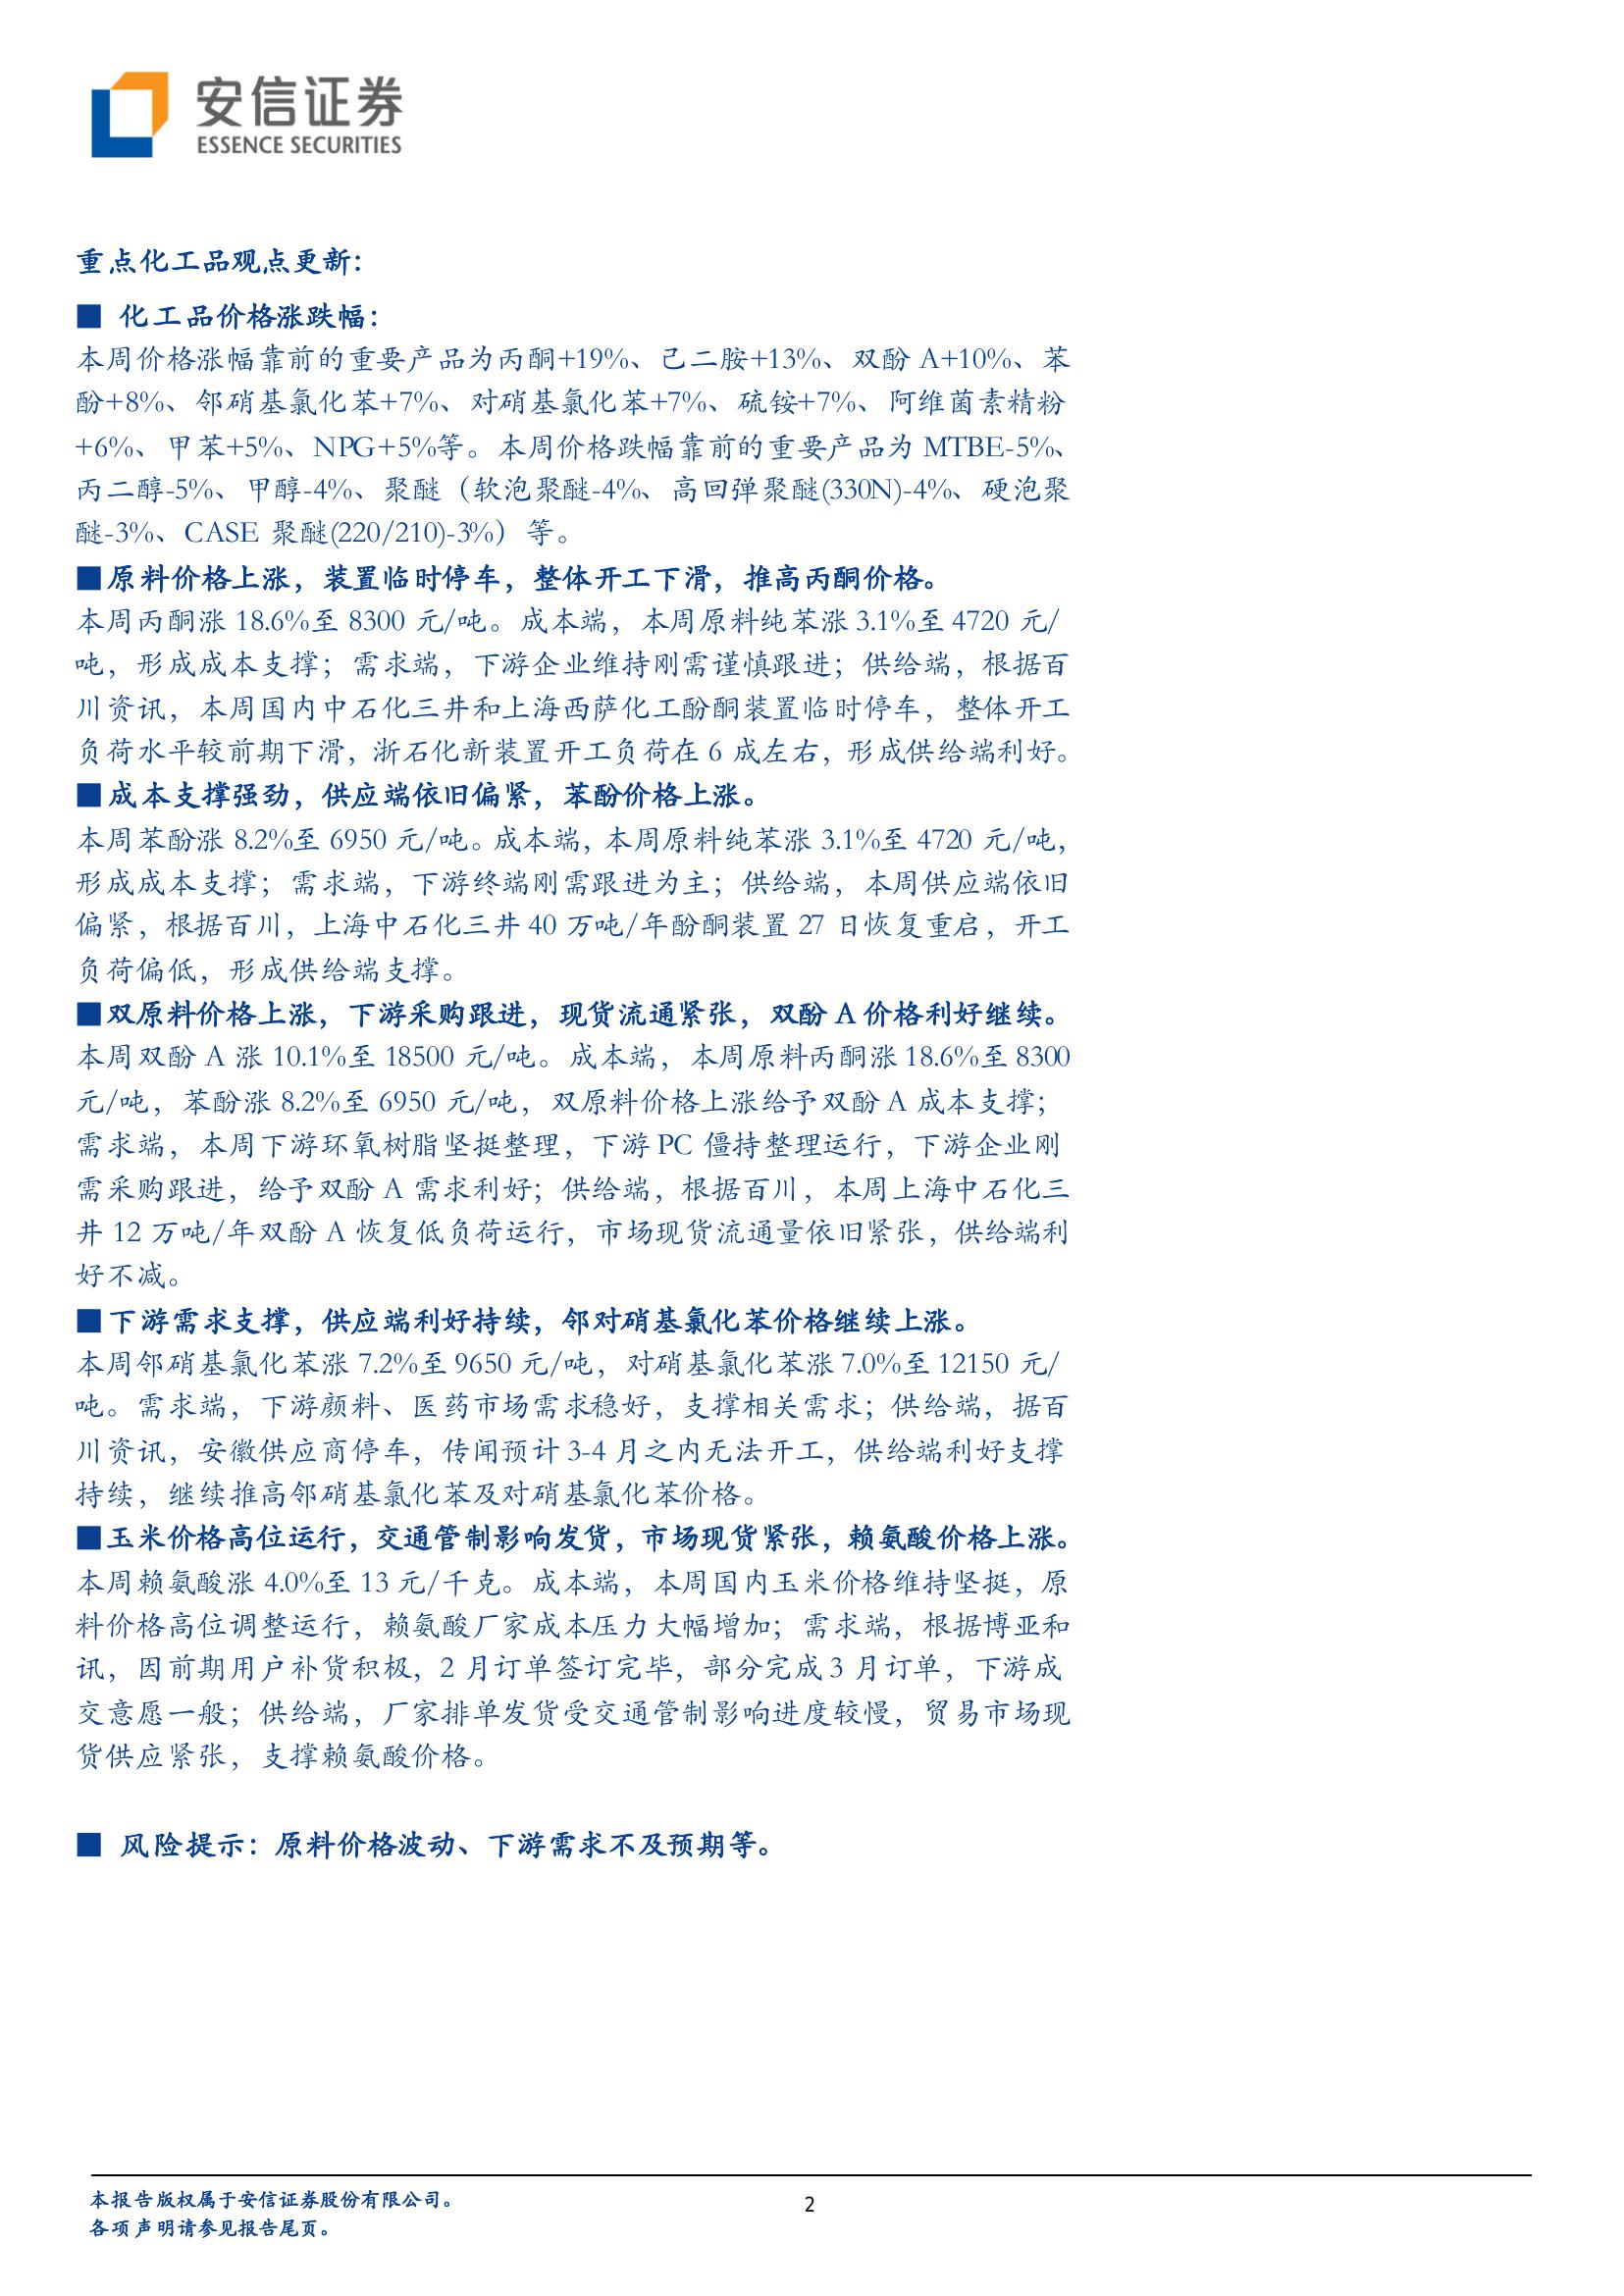 安信证券
ESSENCE SECURITIES
重点化工品观点更新：
■ 化工品价格涨跌幅：
本周价格涨幅靠前的重要产品为丙酮+19%、己二胺+13%、双酚 A+10%、苯
酚+8%、邻硝基氯化苯+7%、对硝基氯化苯+7%、硫铵+7%、阿维菌素精粉
+6%、甲苯+5%、NPG+5%等。本周价格跌幅靠前的重要产品为 MTBE-5%、
丙二醇-5%、甲醇-4%、聚醚（软泡聚醚-4%、高回弹聚醚(330N)-4%、硬泡聚
醚-3%、CASE 聚醚(220/210)-3%）等。
■原料价格上涨，装置临时停车，整体开工下滑，推高丙酮价格。
本周丙酮涨 18.6%至 8300 元/吨。成本端，本周原料纯苯涨 3.1%至 4720 元/
吨，形成成本支撑；需求端，下游企业维持刚需谨慎跟进；供给端，根据百
川资讯，本周国内中石化三井和上海西萨化工酚酮装置临时停车，整体开工
负荷水平较前期下滑，浙石化新装置开工负荷在 6 成左右，形成供给端利好。
■成本支撑强劲，供应端依旧偏紧，苯酚价格上涨。
本周苯酚涨 8.2%至 6950 元/吨。成本端，本周原料纯苯涨 3.1%至 4720 元/吨，
形成成本支撑；需求端，下游终端刚需跟进为主；供给端，本周供应端依旧
偏紧，根据百川，上海中石化三井 40 万吨/年酚酮装置 27 日恢复重启，开工
负荷偏低，形成供给端支撑。
■双原料价格上涨，下游采购跟进，现货流通紧张，双酚 A 价格利好继续。
本周双酚 A 涨 10.1%至 18500 元/吨。成本端，本周原料丙酮涨 18.6%至 8300
元/吨，苯酚涨 8.2%至 6950 元/吨，双原料价格上涨给予双酚 A 成本支撑；
需求端，本周下游环氧树脂坚挺整理，下游 PC 僵持整理运行，下游企业刚
需采购跟进，给予双酚 A 需求利好；供给端，根据百川，本周上海中石化三
井 12 万吨/年双酚 A 恢复低负荷运行，市场现货流通量依旧紧张，供给端利
好不减。
■下游需求支撑，供应端利好持续，邻对硝基氯化苯价格继续上涨。
本周邻硝基氯化苯涨 7.2%至 9650 元/吨，对硝基氯化苯涨 7.0%至 12150 元/
吨。需求端，下游颜料、医药市场需求稳好，支撑相关需求；供给端，据百
川资讯，安徽供应商停车，传闻预计 3-4 月之内无法开工，供给端利好支撑
持续，继续推高邻硝基氯化苯及对硝基氯化苯价格。
■玉米价格高位运行，交通管制影响发货，市场现货紧张，赖氨酸价格上涨。
本周赖氨酸涨 4.0%至 13 元/千克。成本端，本周国内玉米价格维持坚挺，原
料价格高位调整运行，赖氨酸厂家成本压力大幅增加；需求端，根据博亚和
讯，因前期用户补货积极，2 月订单签订完毕，部分完成 3 月订单，下游成
交意愿一般；供给端，厂家排单发货受交通管制影响进度较慢，贸易市场现
货供应紧张，支撑赖氨酸价格。
■ 风险提示：原料价格波动、下游需求不及预期等。
本报告版权属于安信证券股份有限公司。
2
各项声明请参见报告尾页。